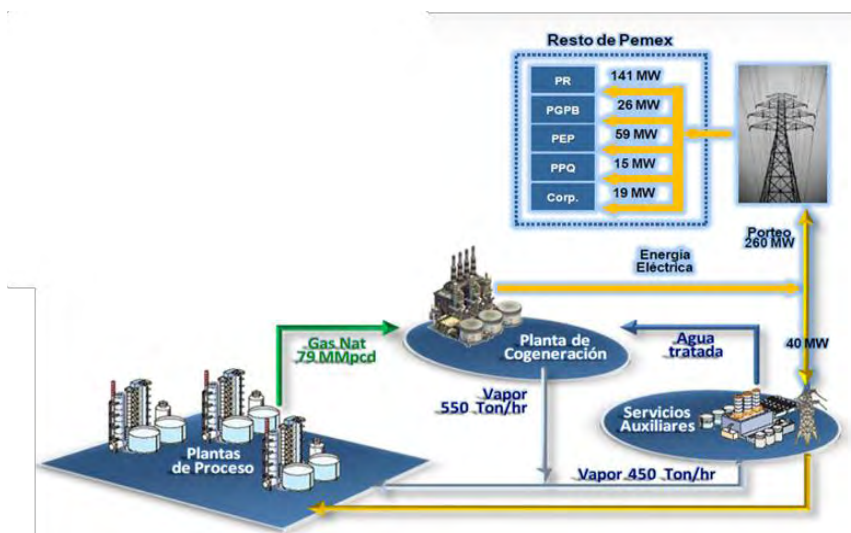 Resto de Pemex
PR 141 MW
PGPB 26 MW
PEP 59 MW
PPQ 15 MW
Corp. 19 MW
Porteo
260 MW
Energía
Eléctrica
Gas Nat
79 MMpcd
Planta de
Cogeneración
Agua
tratada
40 MW
Vapor
550 Ton/hr
Servicios
Auxiliares
Plantas
de Proceso
Vapor 450 Ton/hr